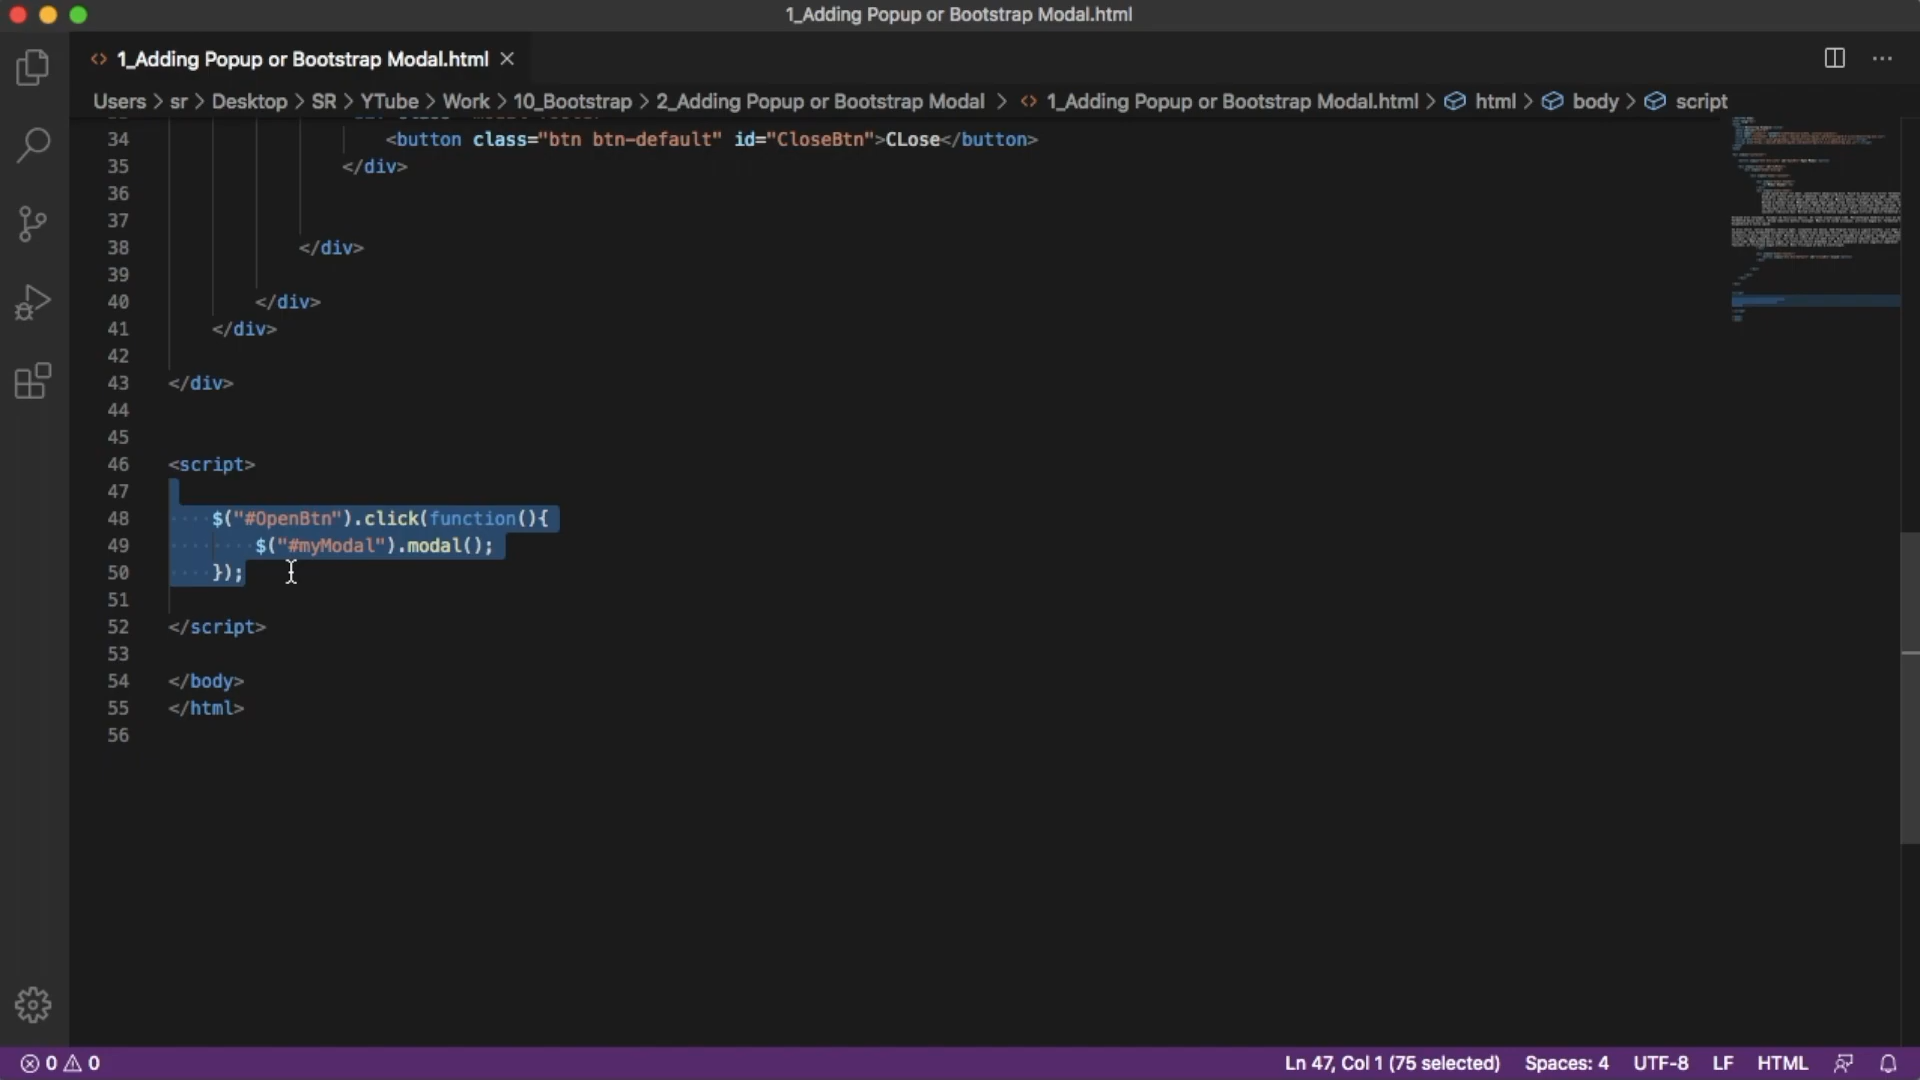 1_Adding Popup or Bootstrap Modal.html
1_Adding Popup or Bootstrap Modal.html
Users > sr > Desktop > SR > YTube > Work > 10_Bootstrap > 2_Adding Popup or Bootstrap Modal > 1_Adding Popup or Bootstrap Modal.html > html > body > script
34 <button class="btn btn-default" id="CloseBtn">CLose</button>
35 </div>
36
37
38 </div>
39
40 </div>
41 </div>
42
43 </div>
44
45
46 <script>
47
48 $("#OpenBtn").click(function(){
49 $("#myModal").modal();
50 });
51
52 </script>
53
54 </body>
55 </html>
56
0 0 Ln 47, Col 1 (75 selected) Spaces: 4 UTF-8 LF HTML